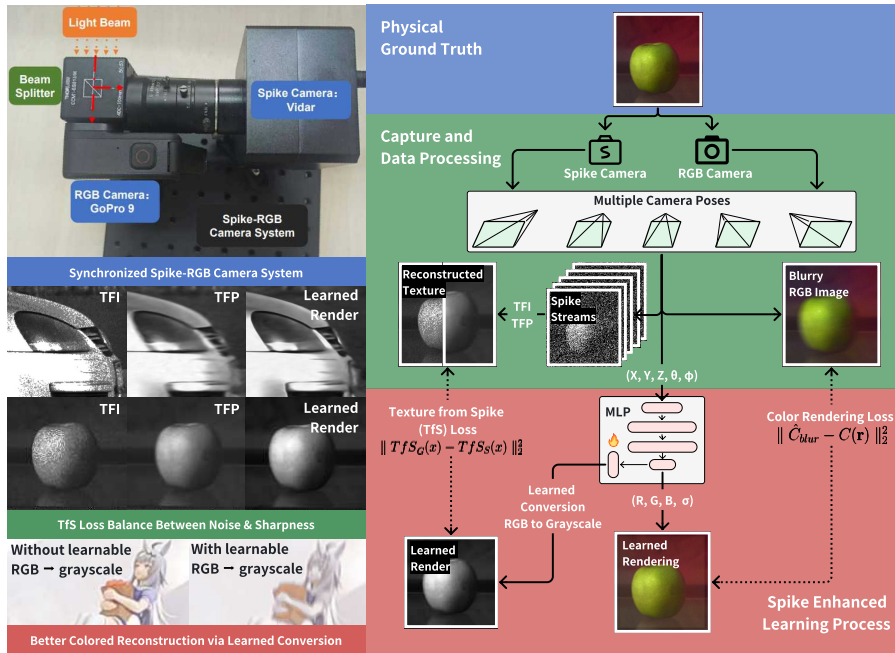 Light Beam
Beam
Splitter
Spike Camera:
Vidar
RGB Camera:
GoPro 9
Spike-RGB
Camera System
Synchronized Spike-RGB Camera System
TFI
TFP
Learned
Render
TFI
TFP
Learned
Render
TfS Loss Balance Between Noise & Sharpness
Without learnable
RGB → grayscale
With learnable
RGB → grayscale
Better Colored Reconstruction via Learned Conversion
Physical
Ground Truth
Capture and
Data Processing
Spike Camera
RGB Camera
Multiple Camera Poses
Reconstructed
Texture
TFI
TFP
Spike
Streams
Blurry
RGB Image
(X, Y, Z, θ, ϕ)
Texture from Spike
(TfS) Loss
‖ TfS_G(x) − TfS_S(x) ‖₂²
MLP
Color Rendering Loss
‖ Ĉ_blur − C(r) ‖₂²
Learned
Conversion
RGB to Grayscale
(R, G, B, σ)
Learned
Render
Learned
Rendering
Spike Enhanced
Learning Process